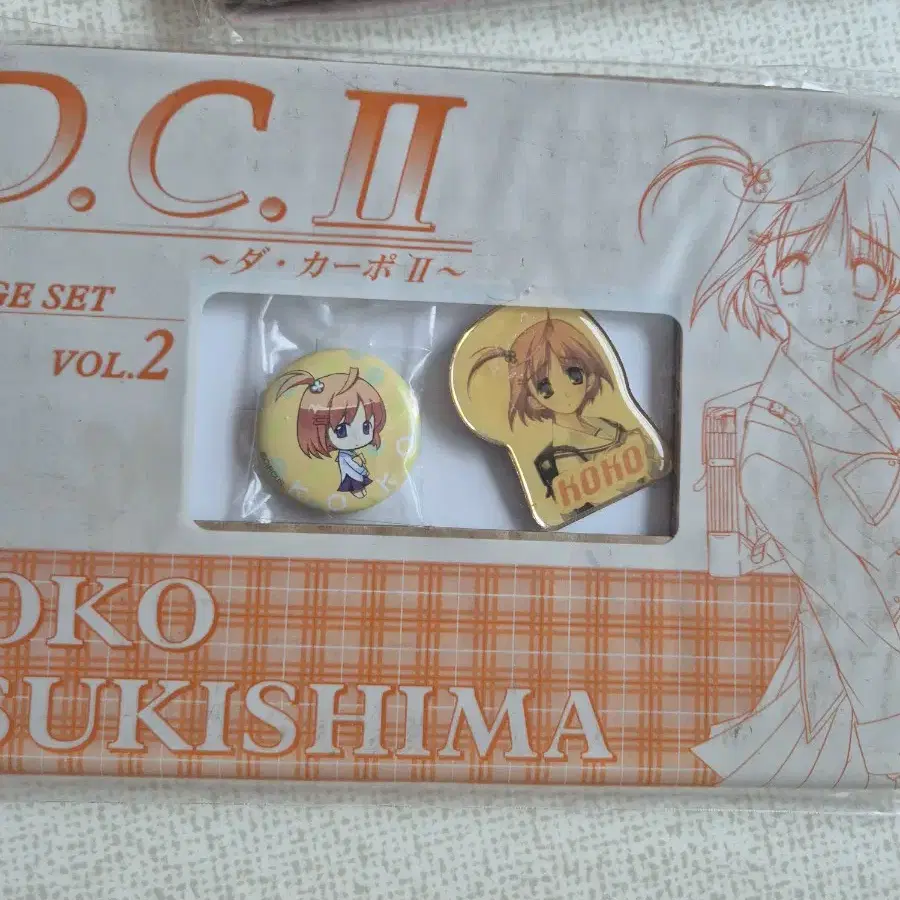 D.C.II
～ダ・カーポⅡ～
GE SET
VOL.2
KOKO
KOKO
OKO
SUKISHIMA